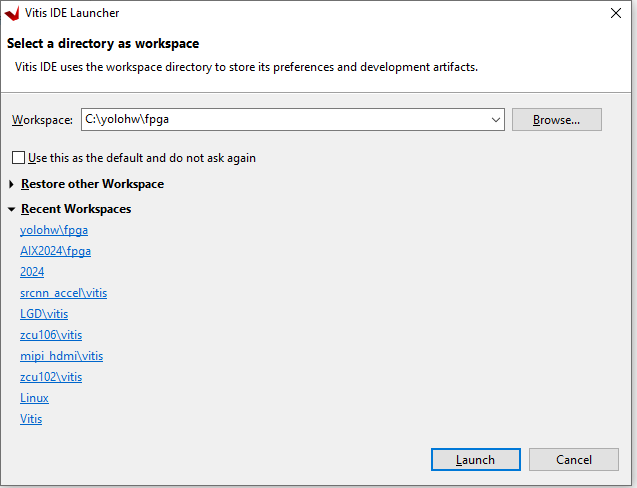 Vitis IDE Launcher
Select a directory as workspace
Vitis IDE uses the workspace directory to store its preferences and development artifacts.
Workspace: C:\yolohw\fpga Browse...
Use this as the default and do not ask again
Restore other Workspace
Recent Workspaces
yolohw\fpga
AIX2024\fpga
2024
srcnn_accel\vitis
LGD\vitis
zcu106\vitis
mipi_hdmi\vitis
zcu102\vitis
Linux
Vitis
Launch Cancel